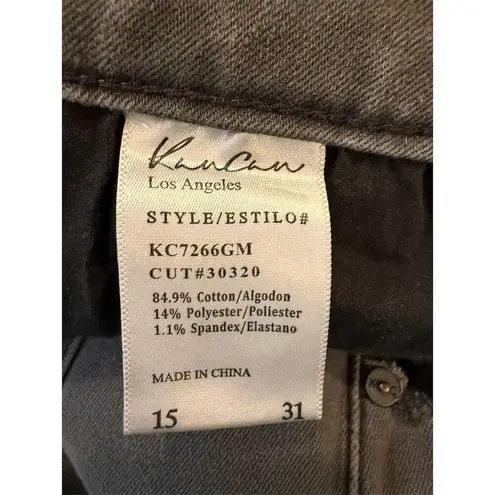 KanCan
Los Angeles
STYLE/ESTILO#
KC7266GM
CUT#30320
84.9% Cotton/Algodon
14% Polyester/Poliester
1.1% Spandex/Elastano
MADE IN CHINA
15 31